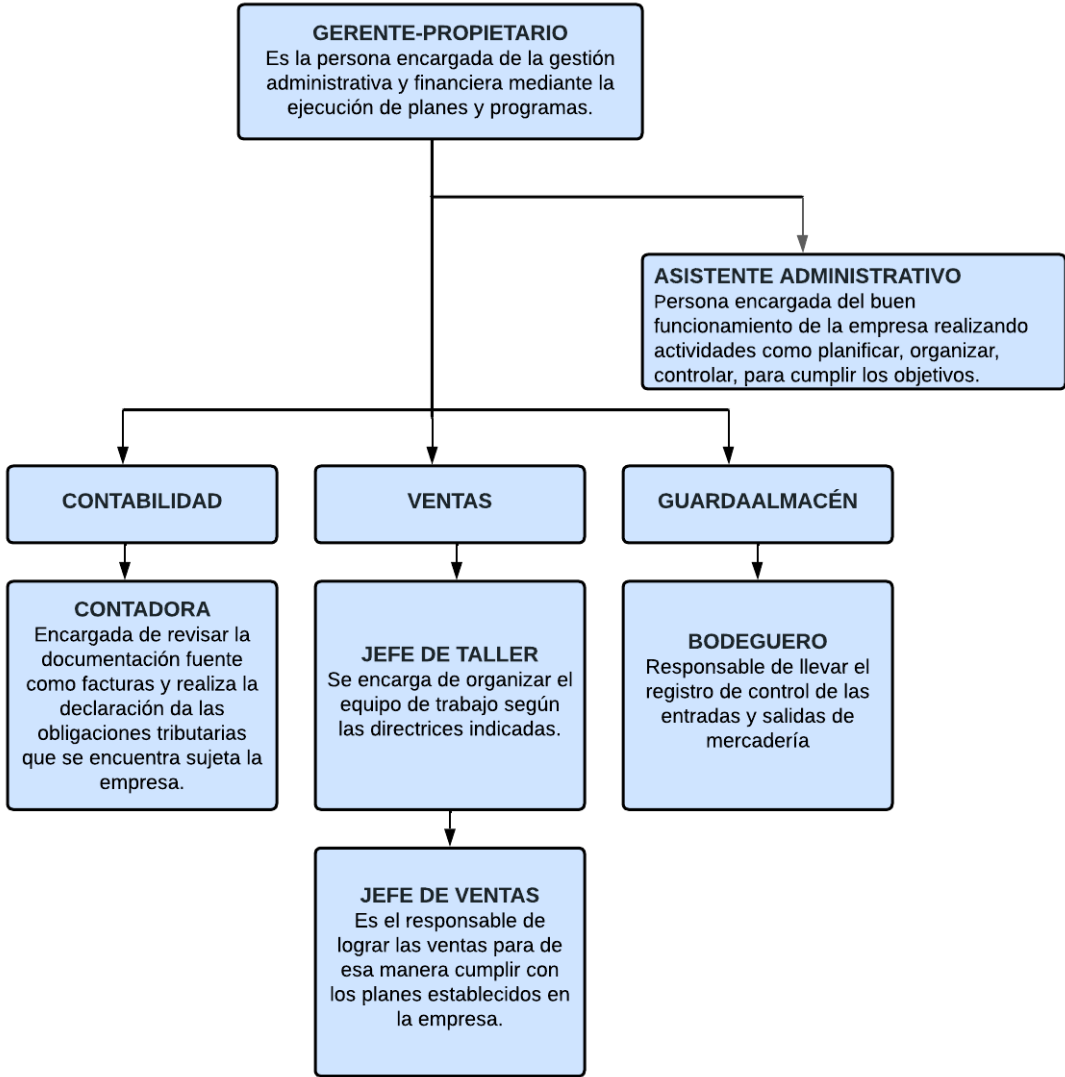 GERENTE-PROPIETARIO
Es la persona encargada de la gestión
administrativa y financiera mediante la
ejecución de planes y programas.
ASISTENTE ADMINISTRATIVO
Persona encargada del buen
funcionamiento de la empresa realizando
actividades como planificar, organizar,
controlar, para cumplir los objetivos.
CONTABILIDAD
VENTAS
GUARDAALMACÉN
CONTADORA
Encargada de revisar la
documentación fuente
como facturas y realiza la
declaración da las
obligaciones tributarias
que se encuentra sujeta la
empresa.
JEFE DE TALLER
Se encarga de organizar el
equipo de trabajo según
las directrices indicadas.
BODEGUERO
Responsable de llevar el
registro de control de las
entradas y salidas de
mercadería
JEFE DE VENTAS
Es el responsable de
lograr las ventas para de
esa manera cumplir con
los planes establecidos en
la empresa.